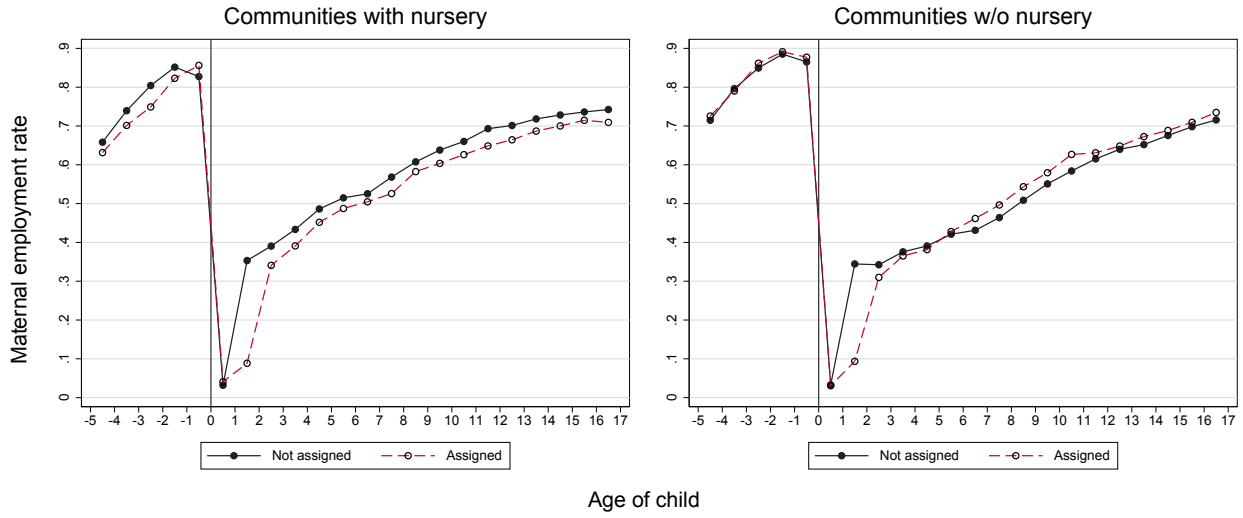 Communities with nursery
Communities w/o nursery
Maternal employment rate
.9
.8
.7
.6
.5
.4
.3
.2
.1
0
-5 -4 -3 -2 -1 0 1 2 3 4 5 6 7 8 9 10 11 12 13 14 15 16 17
Not assigned Assigned
.9
.8
.7
.6
.5
.4
.3
.2
.1
0
-5 -4 -3 -2 -1 0 1 2 3 4 5 6 7 8 9 10 11 12 13 14 15 16 17
Not assigned Assigned
Age of child